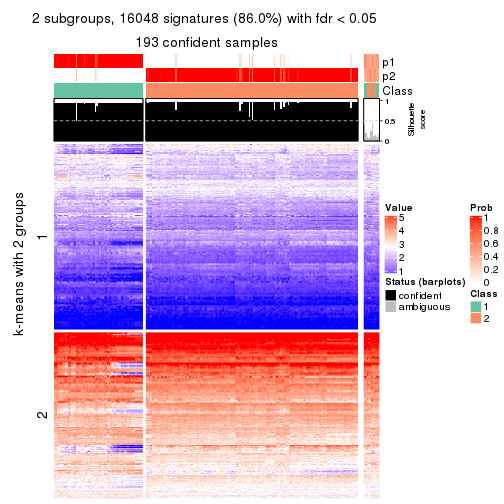 2 subgroups, 16048 signatures (86.0%) with fdr < 0.05
193 confident samples
p1
p2
Class
1
0.5
0
Silhouette
score
k-means with 2 groups
1
2
Value
5
4
3
2
1
Status (barplots)
confident
ambiguous
Prob
1
0.8
0.6
0.4
0.2
0
Class
1
2